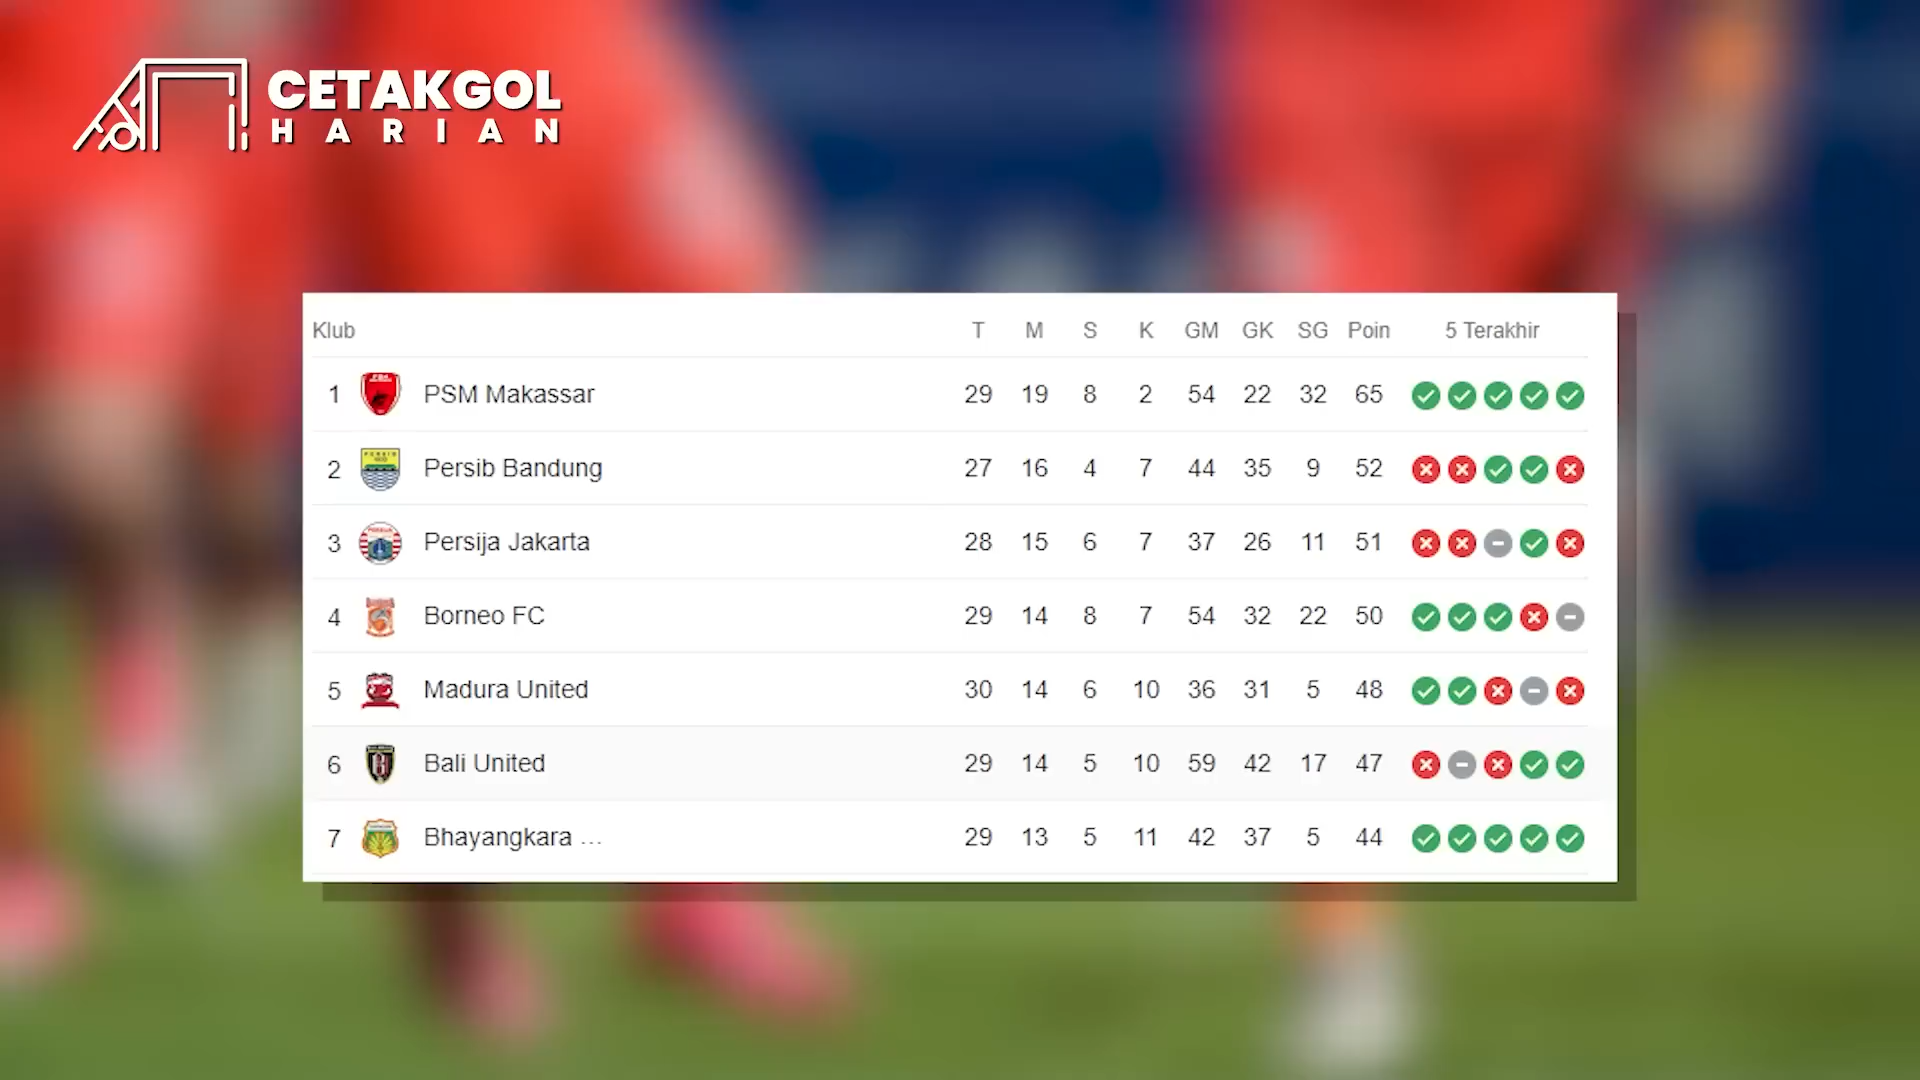 CETAKGOL
HARIAN
Klub T M S K GM GK SG Poin 5 Terakhir
1 PSM Makassar 29 19 8 2 54 22 32 65
2 Persib Bandung 27 16 4 7 44 35 9 52
3 Persija Jakarta 28 15 6 7 37 26 11 51
4 Borneo FC 29 14 8 7 54 32 22 50
5 Madura United 30 14 6 10 36 31 5 48
6 Bali United 29 14 5 10 59 42 17 47
7 Bhayangkara ... 29 13 5 11 42 37 5 44